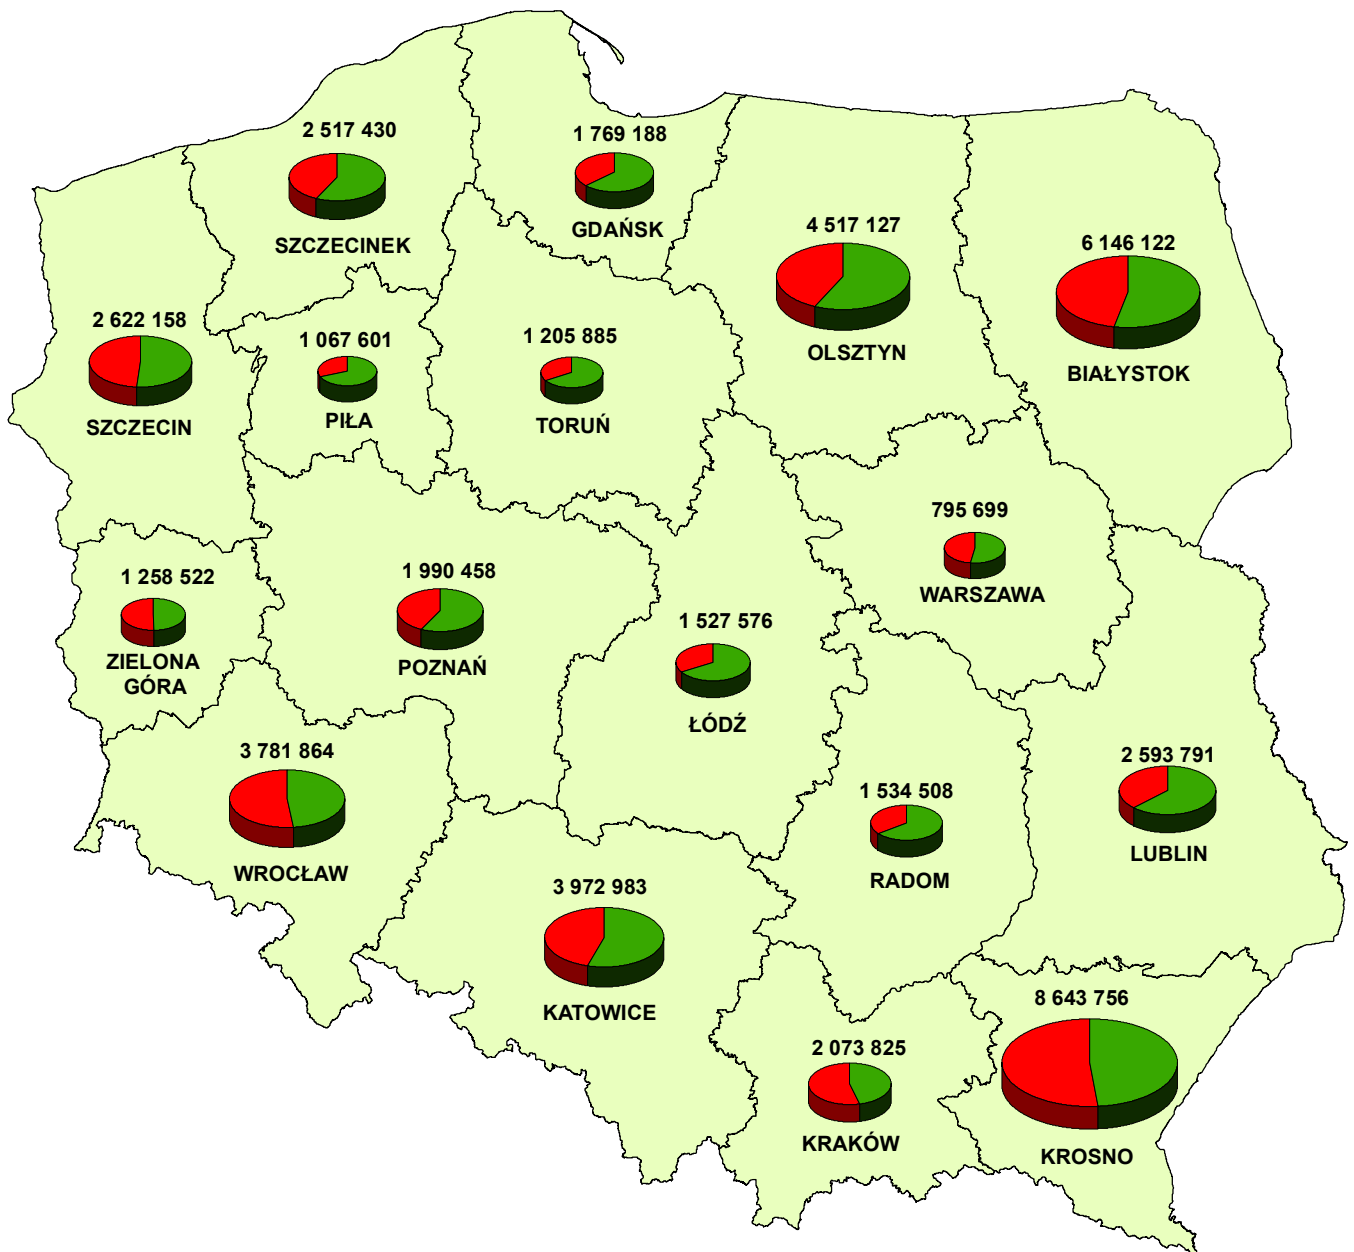 2 517 430
SZCZECINEK
1 769 188
GDAŃSK
4 517 127
OLSZTYN
6 146 122
BIAŁYSTOK
2 622 158
SZCZECIN
1 067 601
PIŁA
1 205 885
TORUŃ
795 699
WARSZAWA
1 258 522
ZIELONA
GÓRA
1 990 458
POZNAŃ
1 527 576
ŁÓDŹ
3 781 864
WROCŁAW
1 534 508
RADOM
2 593 791
LUBLIN
3 972 983
KATOWICE
2 073 825
KRAKÓW
8 643 756
KROSNO